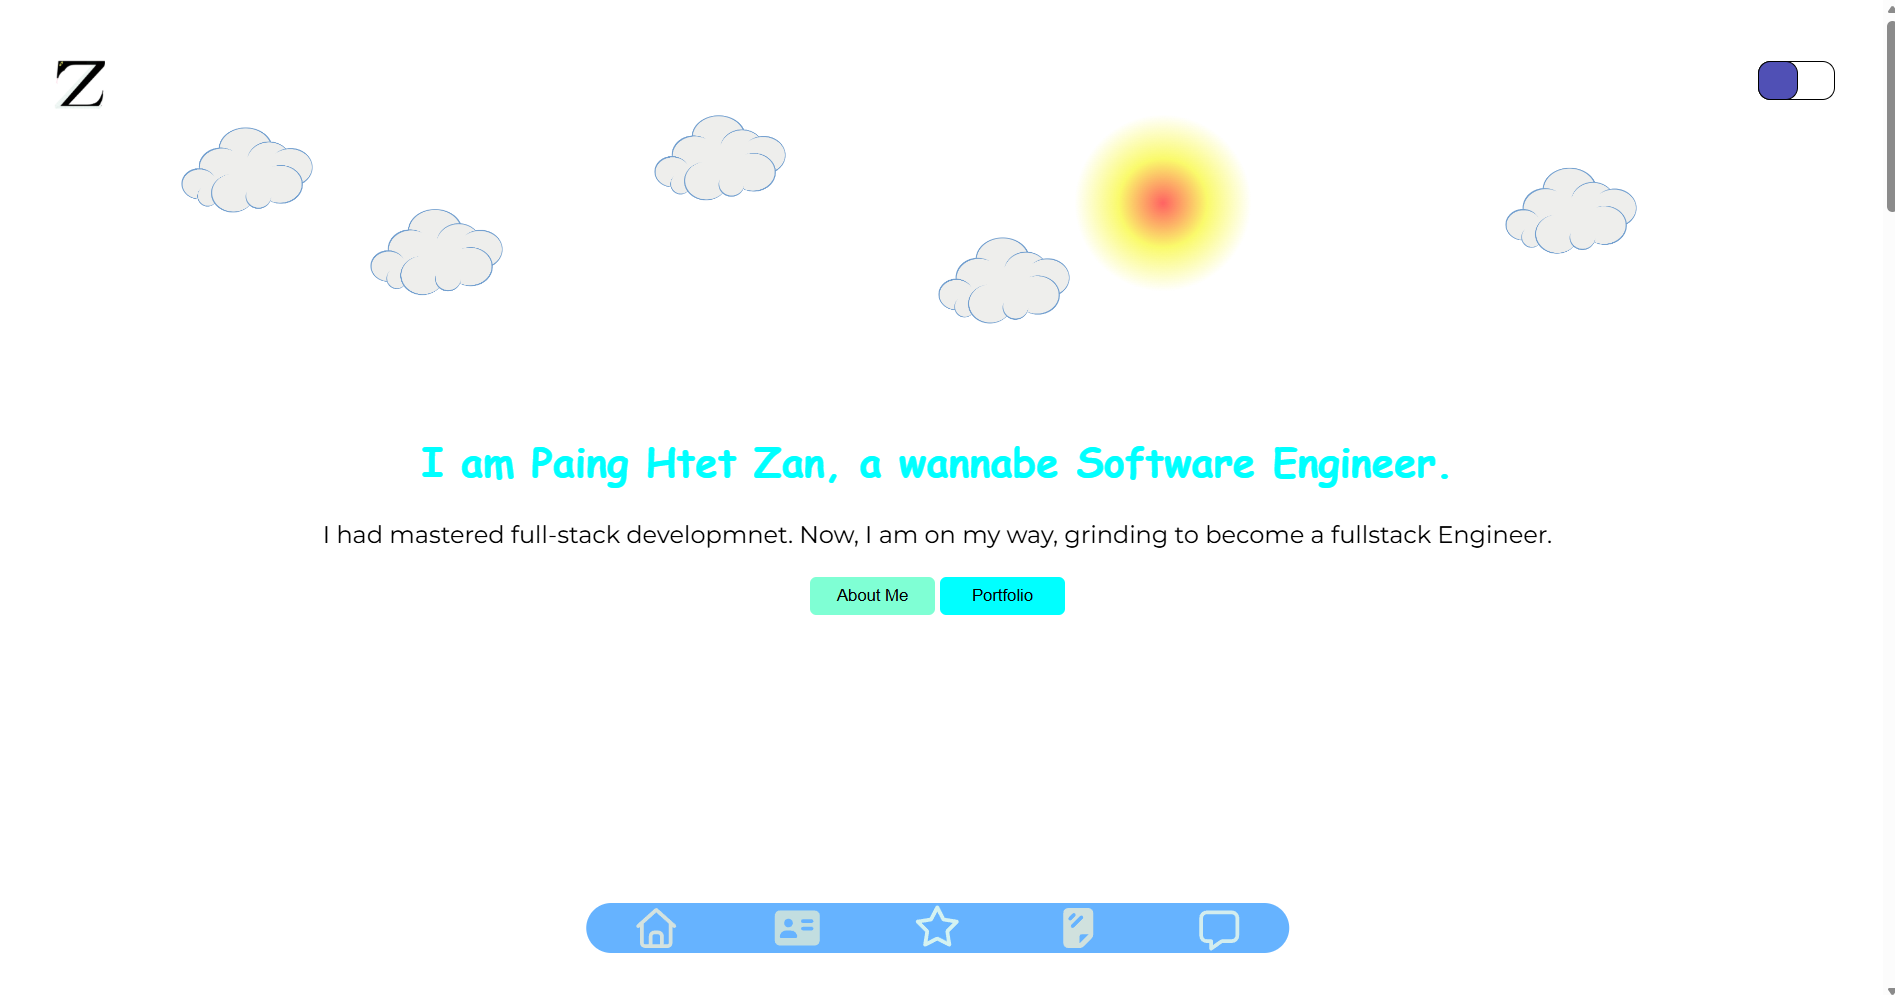 Z
I am Paing Htet Zan, a wannabe Software Engineer.
I had mastered full-stack developmnet. Now, I am on my way, grinding to become a fullstack Engineer.
About Me
Portfolio